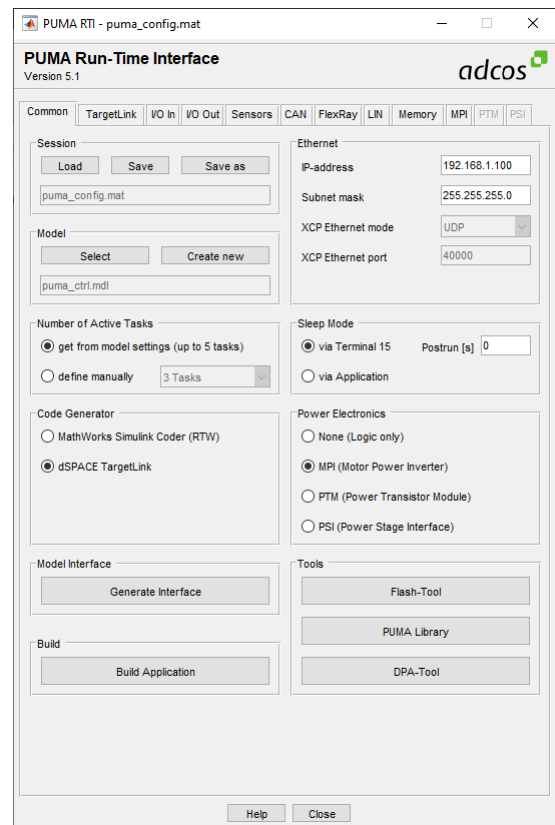 PUMA RTI - puma_config.mat
PUMA Run-Time Interface
Version 5.1
adcos
Common TargetLink I/O In I/O Out Sensors CAN FlexRay LIN Memory MPI PTM PSI
Session
Load Save Save as
puma_config.mat
Model
Select Create new
puma_ctrl.mdl
Ethernet
IP-address 192.168.1.100
Subnet mask 255.255.255.0
XCP Ethernet mode UDP
XCP Ethernet port 40000
Number of Active Tasks
get from model settings (up to 5 tasks)
define manually 3 Tasks
Sleep Mode
via Terminal 15 Postrun [s] 0
via Application
Code Generator
MathWorks Simulink Coder (RTW)
dSPACE TargetLink
Power Electronics
None (Logic only)
MPI (Motor Power Inverter)
PTM (Power Transistor Module)
PSI (Power Stage Interface)
Model Interface
Generate Interface
Build
Build Application
Tools
Flash-Tool
PUMA Library
DPA-Tool
Help Close